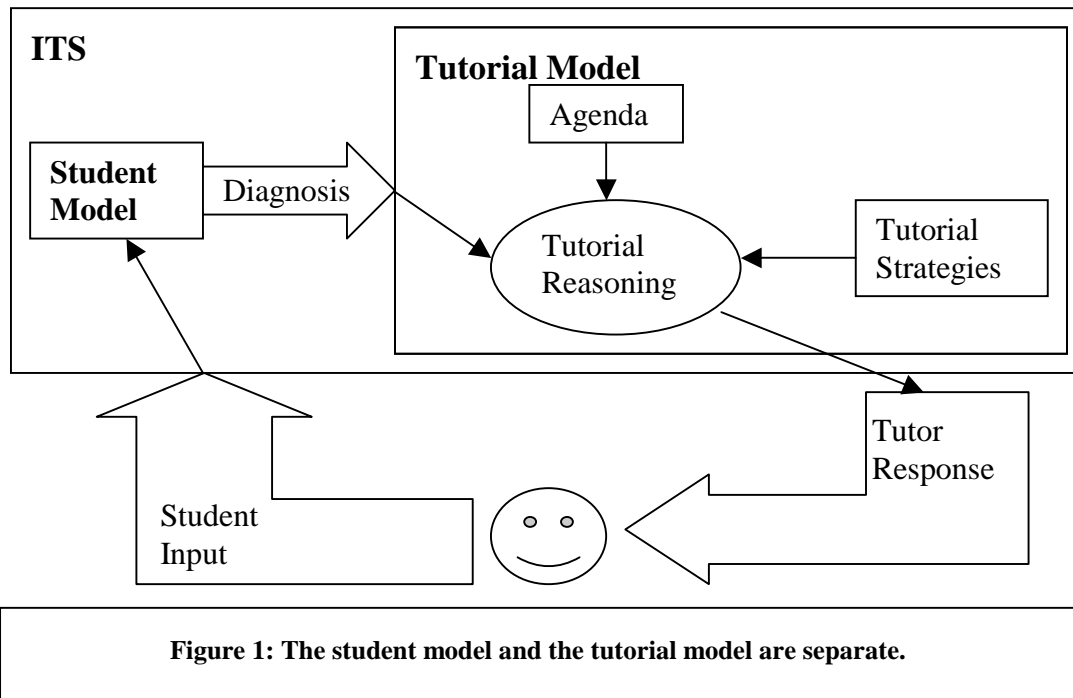 ITS
Tutorial Model
Agenda
Student
Model
Diagnosis
Tutorial
Reasoning
Tutorial
Strategies
Tutor
Response
Student
Input
Figure 1: The student model and the tutorial model are separate.